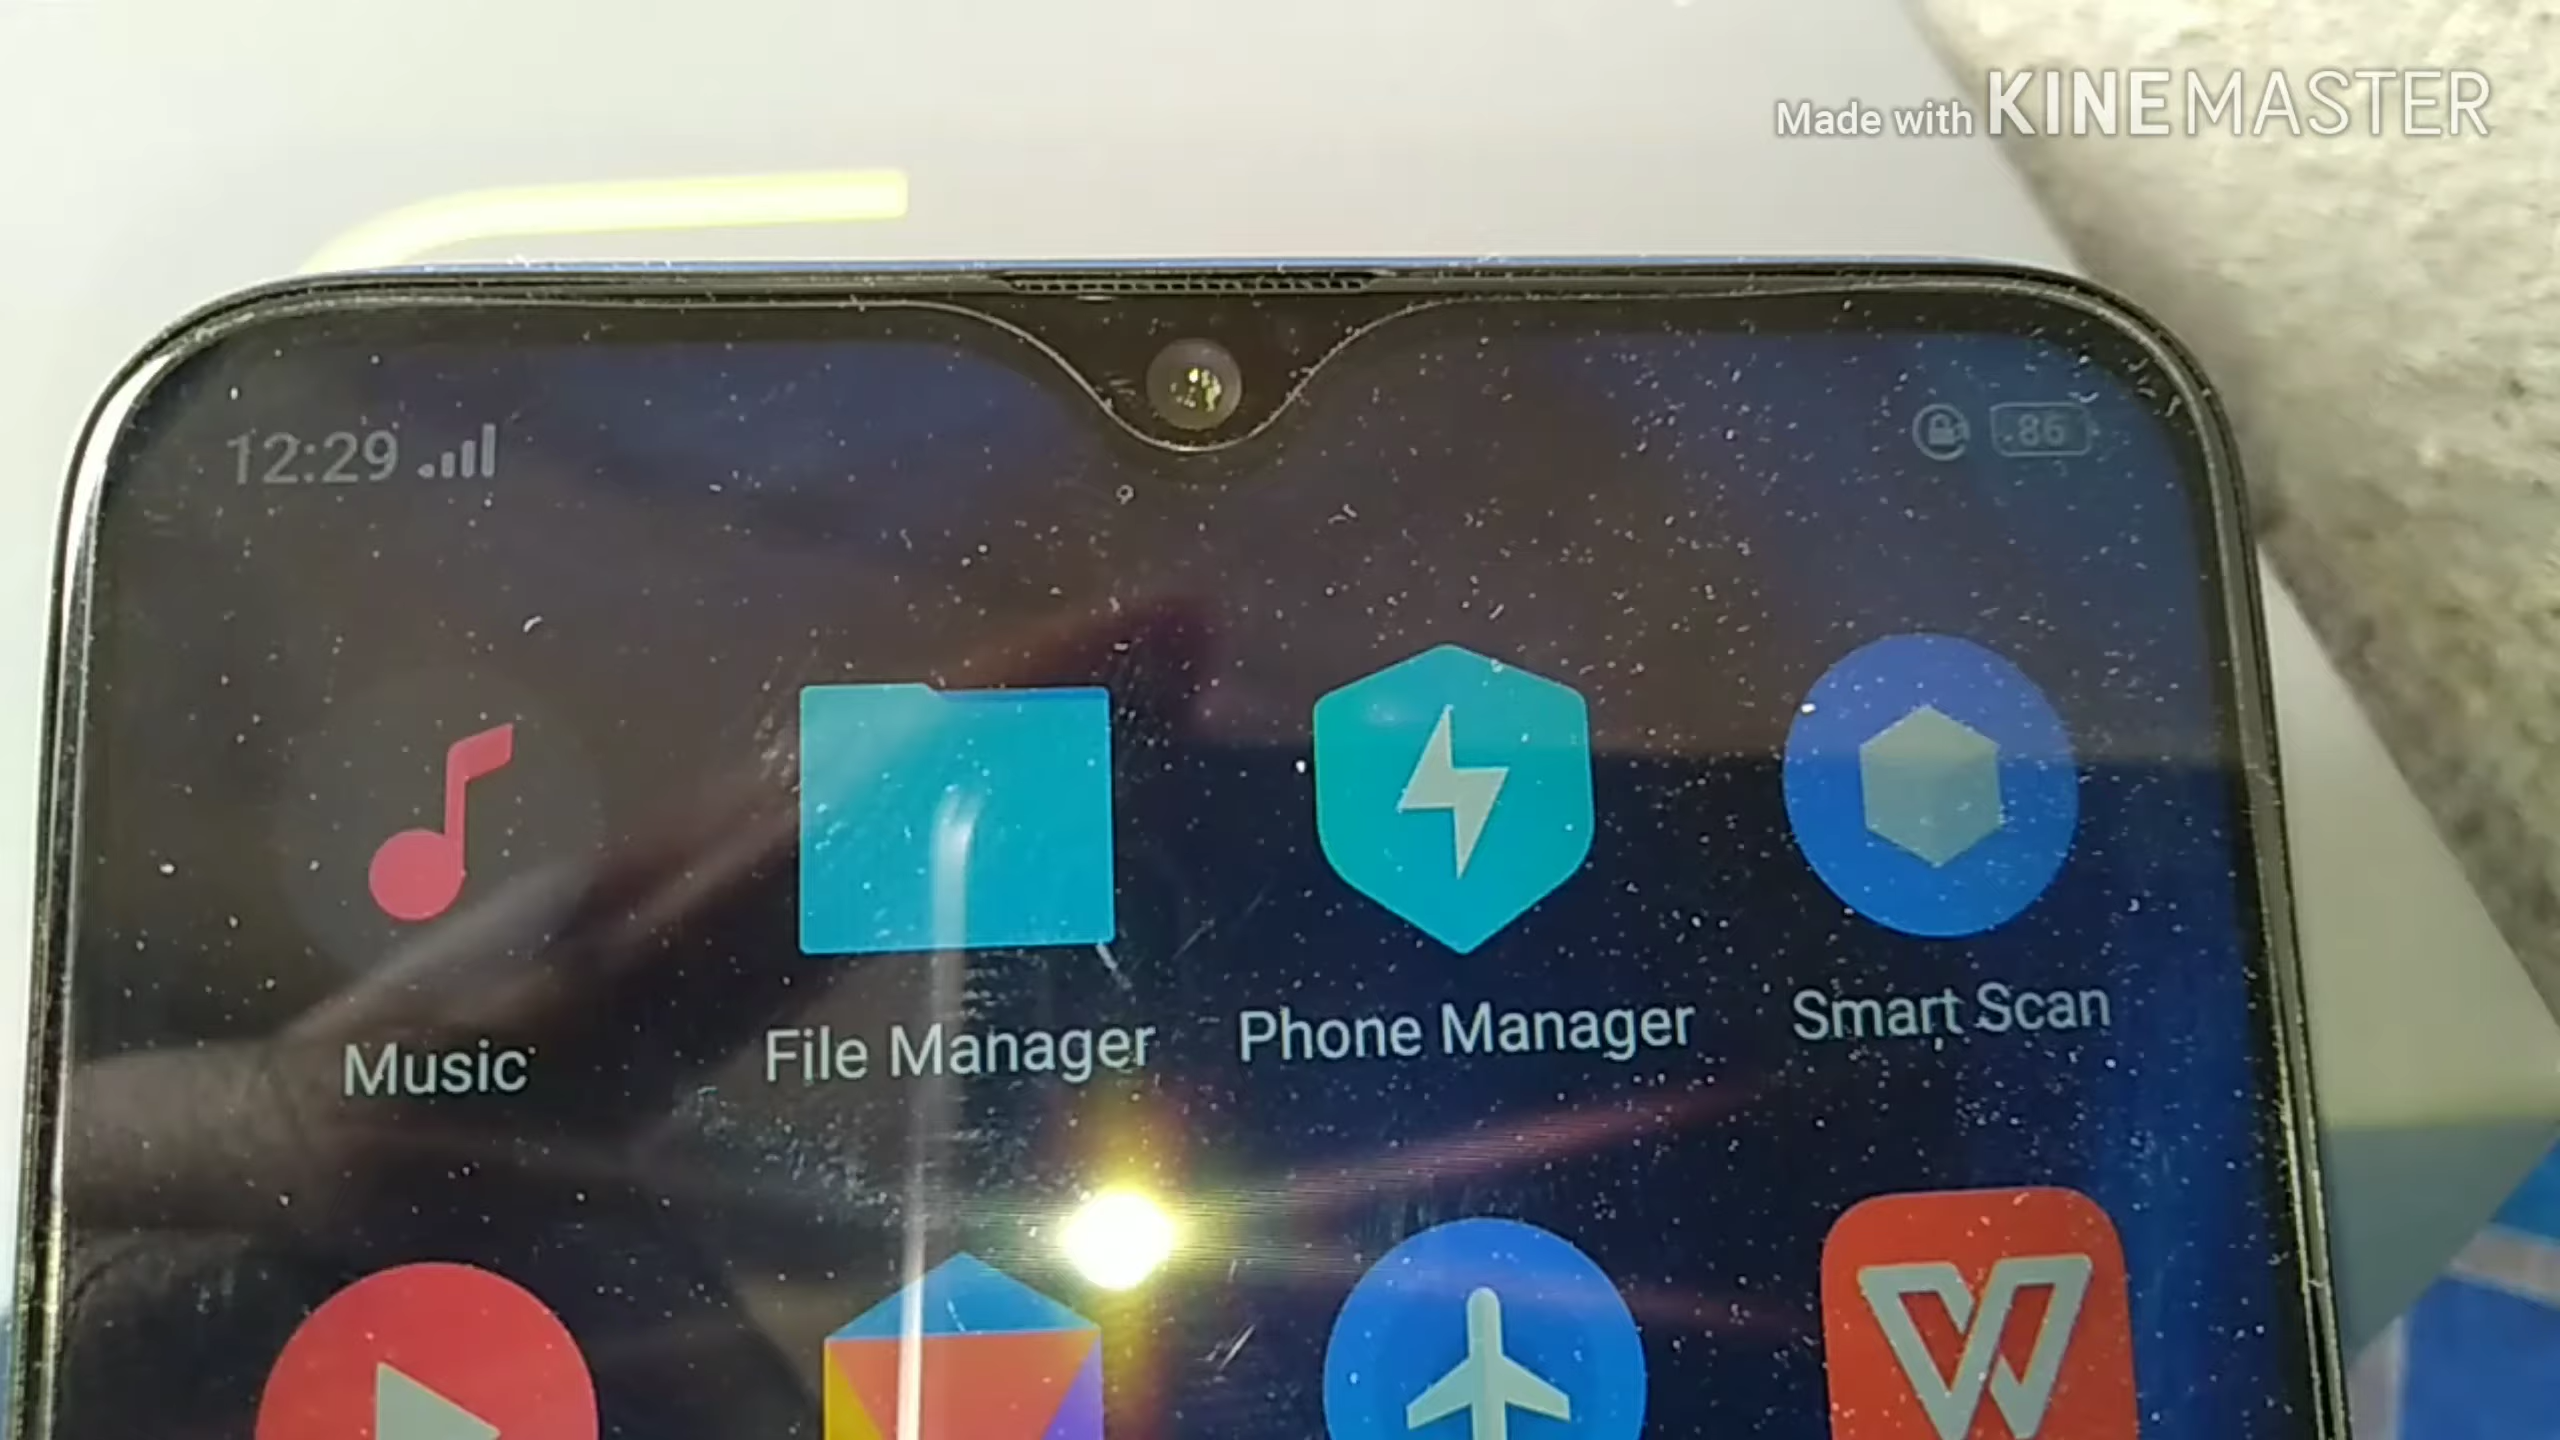 Made with KINEMASTER
12:29
86
Music
File Manager
Phone Manager
Smart Scan
W